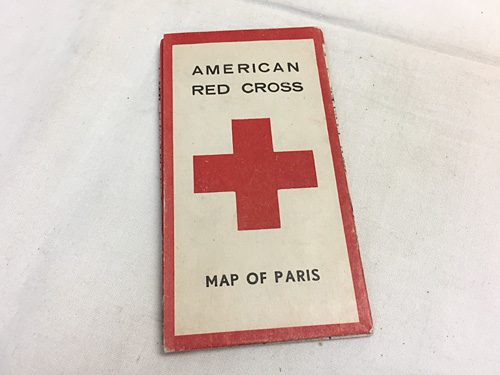 AMERICAN
RED CROSS
MAP OF PARIS